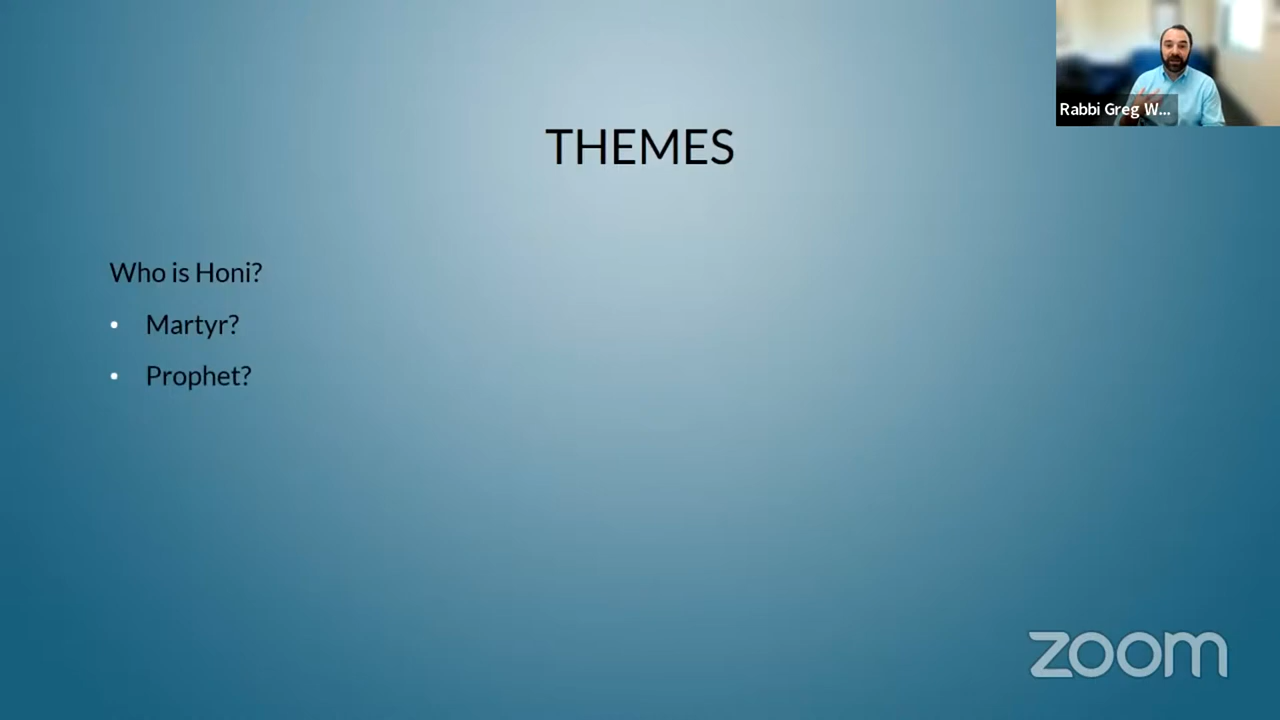 Rabbi Greg W...
THEMES
Who is Honi?
• Martyr?
• Prophet?
zoom